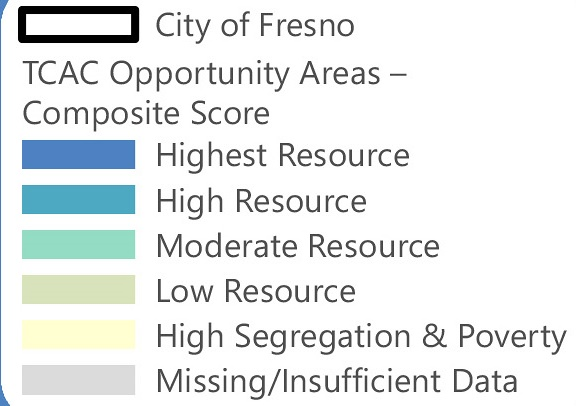 City of Fresno
TCAC Opportunity Areas –
Composite Score
Highest Resource
High Resource
Moderate Resource
Low Resource
High Segregation & Poverty
Missing/Insufficient Data